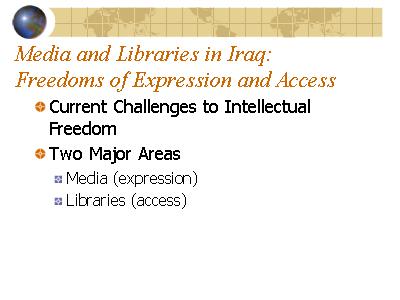 Media and Libraries in Iraq:
Freedoms of Expression and Access
Current Challenges to Intellectual
Freedom
Two Major Areas
Media (expression)
Libraries (access)